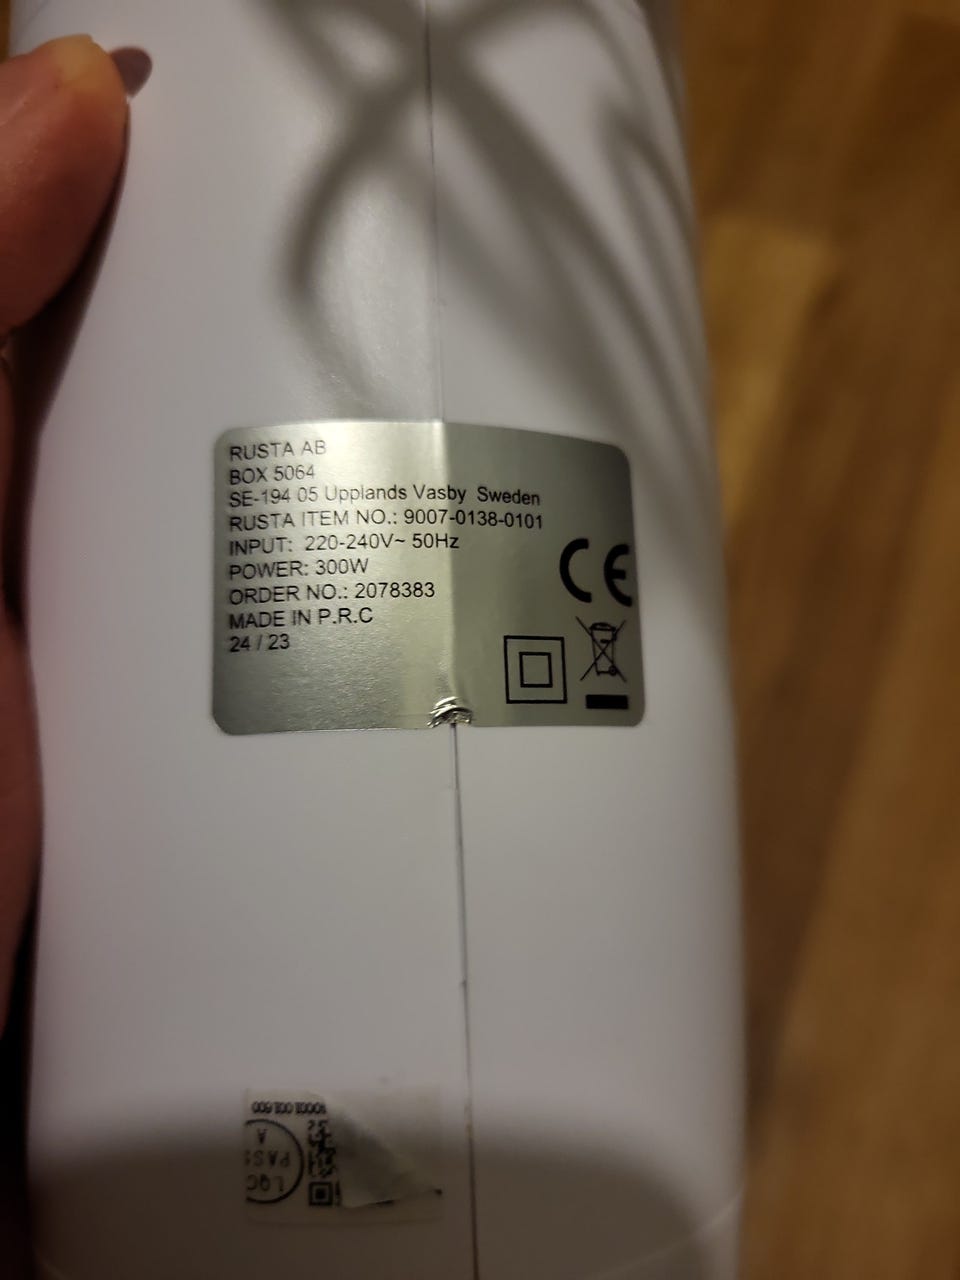 RUSTA AB
BOX 5064
SE-194 05 Upplands Vasby Sweden
RUSTA ITEM NO.: 9007-0138-0101
INPUT: 220-240V~ 50Hz
POWER: 300W
ORDER NO.: 2078383
MADE IN P.R.C
24 / 23
CE
PASS
A